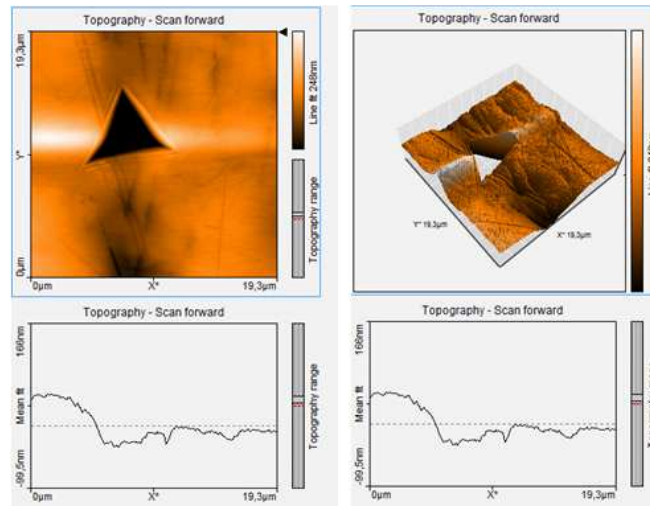 Topography - Scan forward
19,3µm
Y*
0µm
0µm
X*
19,3µm
Line fit 248nm
Topography range
Topography - Scan forward
Y* 19,3µm
X* 19,3µm
Topography - Scan forward
166nm
Mean fit
-99,5nm
0µm
X*
19,3µm
Topography range
Topography - Scan forward
166nm
Mean fit
-99,5nm
0µm
X*
19,3µm